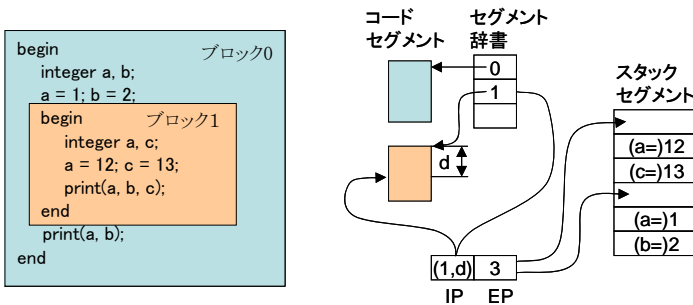 begin
ブロック0
integer a, b;
a = 1; b = 2;
begin
ブロック1
integer a, c;
a = 12; c = 13;
print(a, b, c);
end
print(a, b);
end
コード
セグメント
セグメント
辞書
0
1
d
スタック
セグメント
(a=)12
(c=)13
(a=)1
(b=)2
(1,d)
3
IP
EP